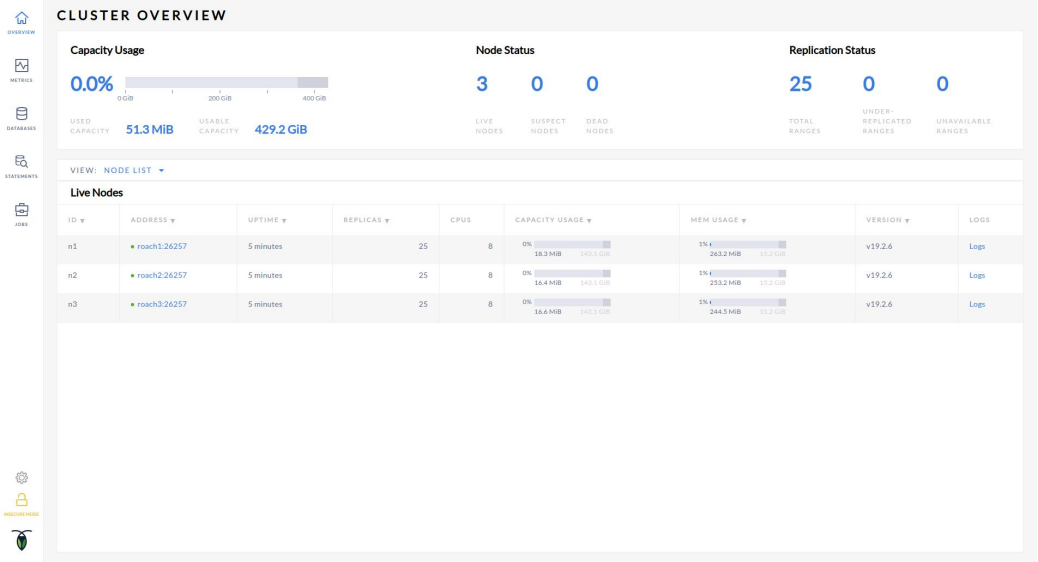 CLUSTER OVERVIEW
OVERVIEW
METRICS
DATABASES
STATEMENTS
JOBS
INSECURE MODE
Capacity Usage
0.0%
0 GiB 200 GiB 400 GiB
USED CAPACITY 51.3 MiB USABLE CAPACITY 429.2 GiB
Node Status
3 0 0
LIVE NODES SUSPECT NODES DEAD NODES
Replication Status
25 0 0
TOTAL RANGES UNDER-REPLICATED RANGES UNAVAILABLE RANGES
VIEW: NODE LIST
Live Nodes
ID ADDRESS UPTIME REPLICAS CPUS CAPACITY USAGE MEM USAGE VERSION LOGS
n1 roach1:26257 5 minutes 25 8 0% 18.3 MiB 143.1 GiB 1% 263.2 MiB 15.2 GiB v19.2.6 Logs
n2 roach2:26257 5 minutes 25 8 0% 16.4 MiB 143.1 GiB 1% 253.2 MiB 15.2 GiB v19.2.6 Logs
n3 roach3:26257 5 minutes 25 8 0% 16.6 MiB 143.1 GiB 1% 244.5 MiB 15.2 GiB v19.2.6 Logs